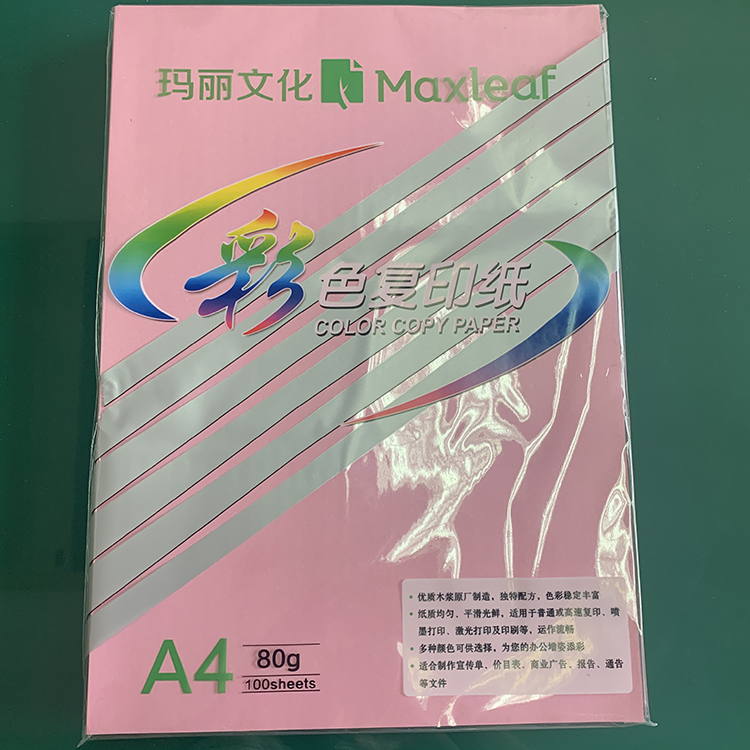 玛丽文化 Maxleaf
彩色复印纸
COLOR COPY PAPER
• 优质木浆原厂制造，独特配方，色彩稳定丰富
• 纸质均匀、平滑光鲜，适用于普通或高速复印、喷
墨打印、激光打印及印刷等，运作流畅
• 多种颜色可供选择，为您的办公增姿添彩
• 适合制作宣传单、价目表、商业广告、报告、通告
等文件
A4 80g
100sheets